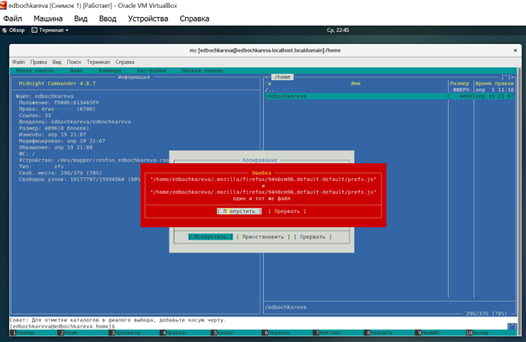 edbochkareva (Снимок 1) [Работает] - Oracle VM VirtualBox
Файл Машина Вид Ввод Устройства Справка
Обзор Терминал Ср, 22:45
mc [edbochkareva@edbochkareva.localhost.localdomain]:/home
Файл Правка Вид Поиск Терминал Справка
Левая панель Файл Команда Настройки Правая панель
Информация
Midnight Commander 4.8.7
Файл: edbochkareva
Положение: FD00h:613A65Fh
Права: drwx------ (0700)
Ссылки: 33
Владелец: edbochkareva/edbochkareva
Размер: 4096 (8 блоков)
Изменён: апр 19 21:07
Модифицирован: апр 19 21:07
Обращение: апр 19 21:08
ФС: /
Устройство: /dev/mapper/centos_edbochkareva-root
Тип: xfs
Своб. место: 29G/37G (78%)
Свободно узлов: 19177787/19394560 (98%)
/home
Имя Размер Время правки
/.. -ВВЕРХ- апр 1 11:16
/edbochkareva 4096 апр 19 21:07
Копирование
Ошибка
"/home/edbochkareva/.mozilla/firefox/94n0cm96.default-default/prefs.js"
и
"/home/edbochkareva/.mozilla/firefox/94n0cm96.default-default/prefs.js"
один и тот же файл
[ Пропустить ] [ Прервать ]
[ Пропустить ] [ Приостановить ] [ Прервать ]
/edbochkareva
29G/37G (78%)
Совет: Для отметки каталогов в диалоге выбора, добавьте косую черту.
[edbochkareva@edbochkareva home]$
1Помощь 2Меню 3Просмотр 4Правка 5Копия 6Перенос 7НвКтлог 8Удалить 9МенюMC 10Выход